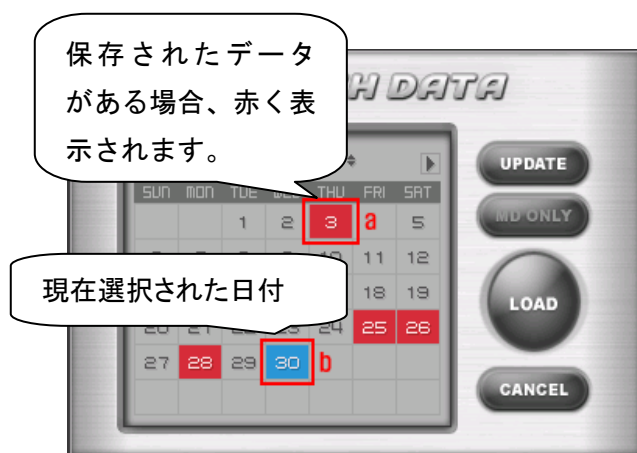 保存されたデータ
がある場合、赤く表
示されます。
H DATA
UPDATE
SUN MON TUE WED THU FRI SAT
MD ONLY
1 2 3 a 5
11 12
現在選択された日付
18 19
LOAD
24 25 26
27 28 29 30 b
CANCEL